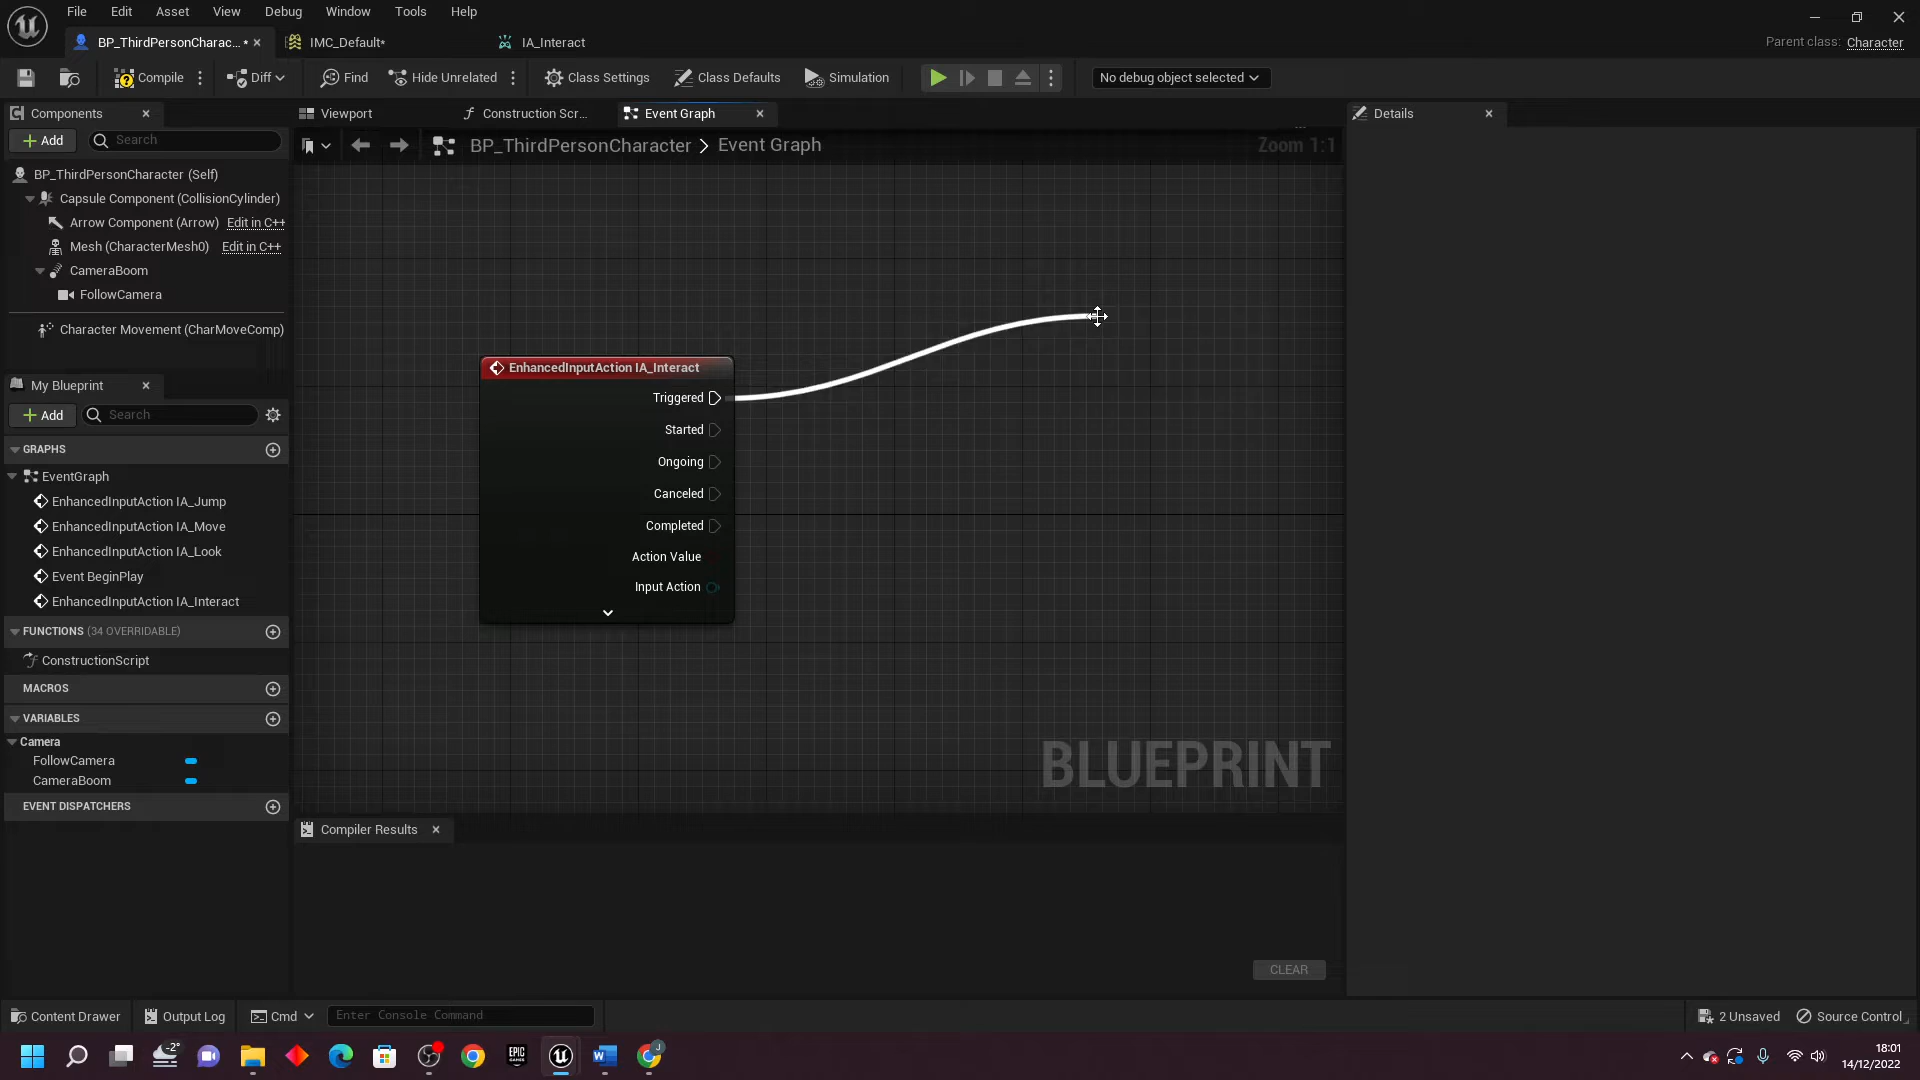 File Edit Asset View Debug Window Tools Help
BP_ThirdPersonCharac... • IMC_Default• IA_Interact
Parent class: Character
Compile Diff Find Hide Unrelated Class Settings Class Defaults Simulation No debug object selected
Components Viewport Construction Scr... Event Graph Details
Add Search
BP_ThirdPersonCharacter > Event Graph Zoom 1:1
BP_ThirdPersonCharacter (Self)
Capsule Component (CollisionCylinder)
Arrow Component (Arrow) Edit in C++
Mesh (CharacterMesh0) Edit in C++
CameraBoom
FollowCamera
Character Movement (CharMoveComp)
My Blueprint
Add Search
GRAPHS
EventGraph
EnhancedInputAction IA_Jump
EnhancedInputAction IA_Move
EnhancedInputAction IA_Look
Event BeginPlay
EnhancedInputAction IA_Interact
FUNCTIONS (34 OVERRIDABLE)
ConstructionScript
MACROS
VARIABLES
Camera
FollowCamera
CameraBoom
EVENT DISPATCHERS
EnhancedInputAction IA_Interact
Triggered
Started
Ongoing
Canceled
Completed
Action Value
Input Action
BLUEPRINT
Compiler Results
CLEAR
Content Drawer Output Log Cmd Enter Console Command 2 Unsaved Source Control
-2°
EPIC GAMES
W
J
18:01
14/12/2022